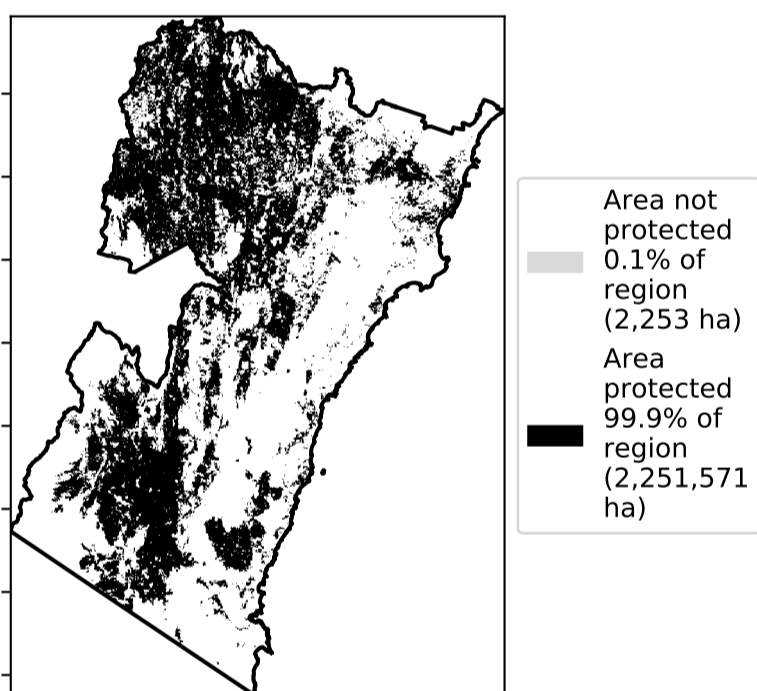 Area not
protected
0.1% of
region
(2,253 ha)
Area
protected
99.9% of
region
(2,251,571
ha)